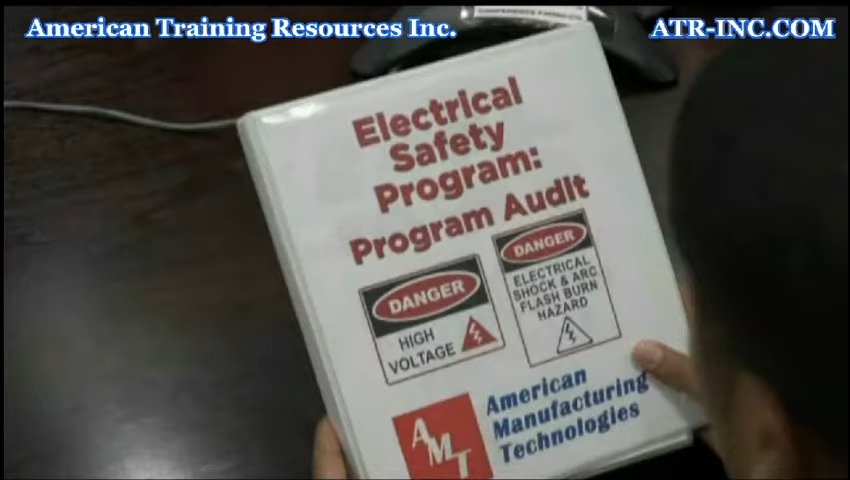 American Training Resources Inc.
ATR-INC.COM
Electrical
Safety
Program:
Program Audit
DANGER
HIGH
VOLTAGE
DANGER
ELECTRICAL
SHOCK & ARC
FLASH BURN
HAZARD
AMT
American
Manufacturing
Technologies